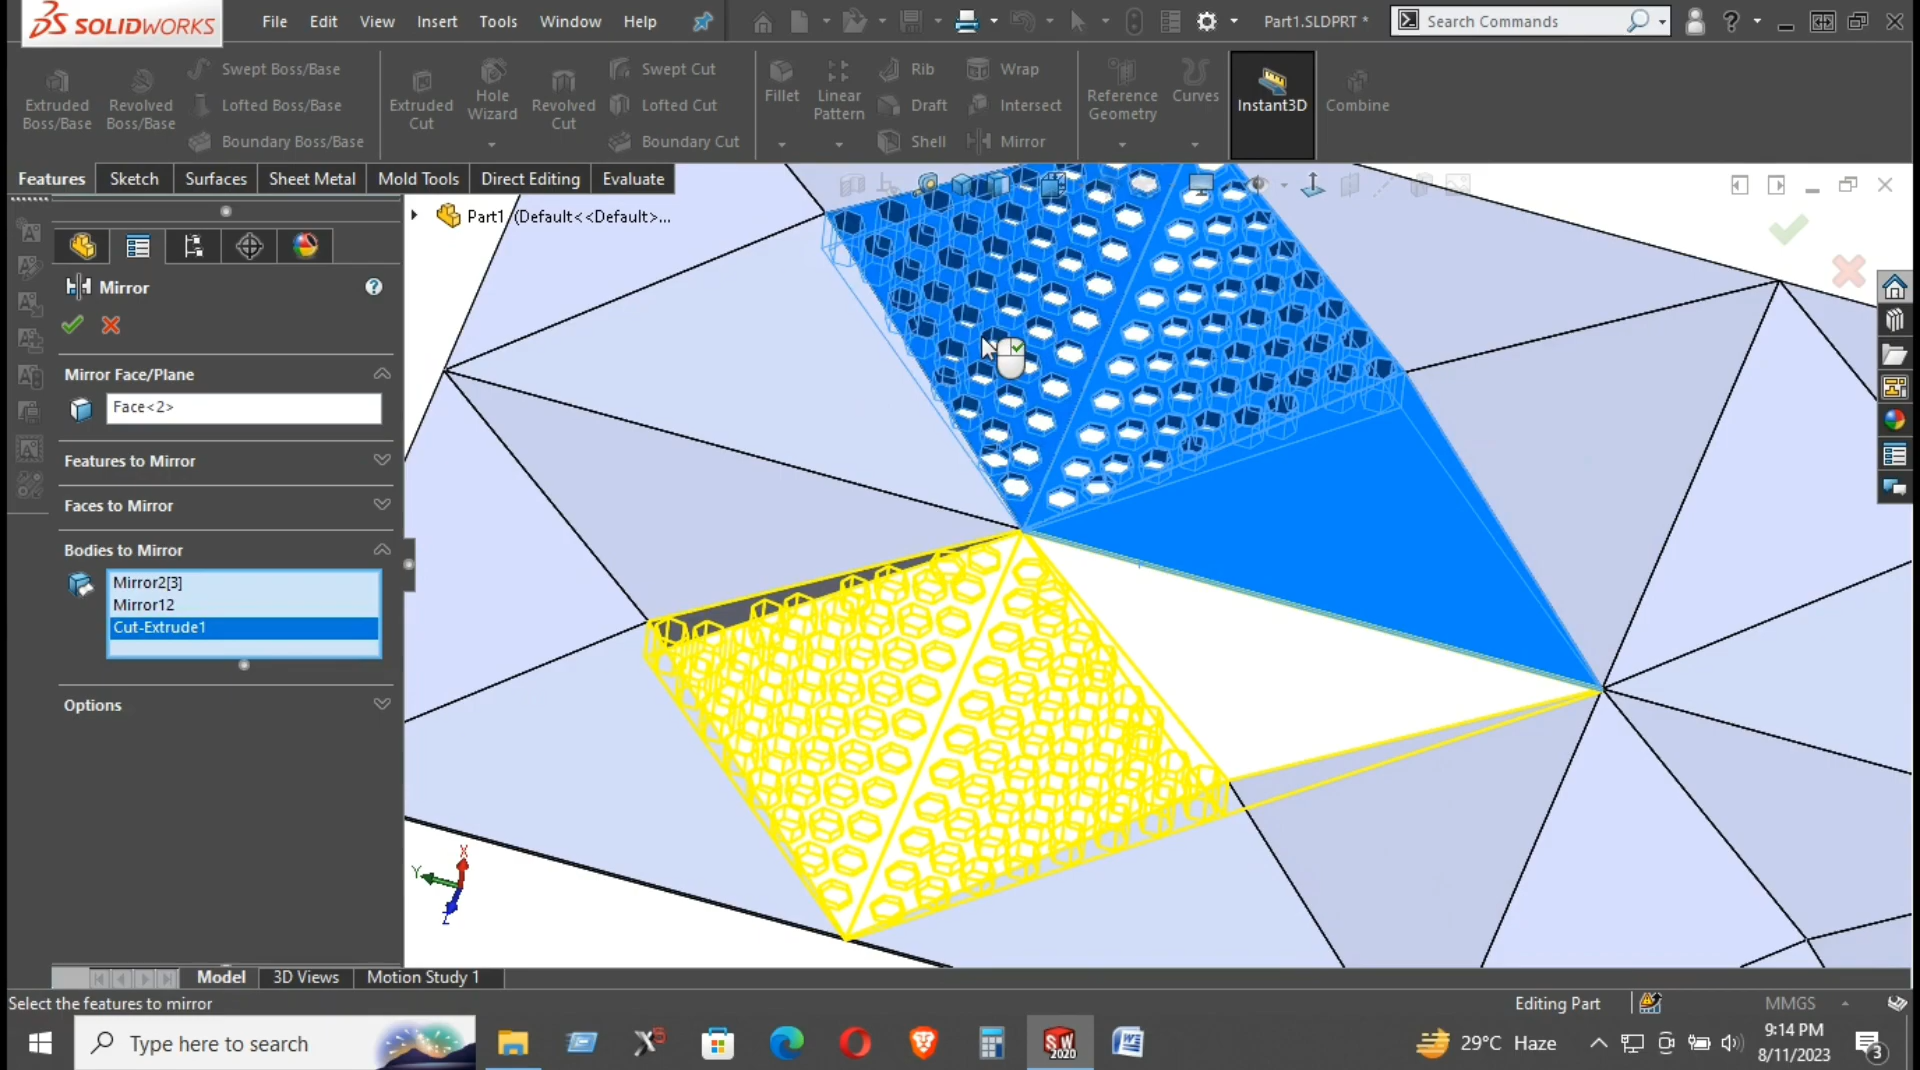 SOLIDWORKS File Edit View Insert Tools Window Help Part1.SLDPRT * Search Commands ?
Extruded Boss/Base
Revolved Boss/Base
Swept Boss/Base
Lofted Boss/Base
Boundary Boss/Base
Extruded Cut
Hole Wizard
Revolved Cut
Swept Cut
Lofted Cut
Boundary Cut
Fillet
Linear Pattern
Rib
Draft
Shell
Wrap
Intersect
Mirror
Reference Geometry
Curves
Instant3D
Combine
Features Sketch Surfaces Sheet Metal Mold Tools Direct Editing Evaluate
Part1 (Default<<Default>...
Mirror ?
Mirror Face/Plane
Face<2>
Features to Mirror
Faces to Mirror
Bodies to Mirror
Mirror2[3]
Mirror12
Cut-Extrude1
Options
X
Y
Z
Model 3D Views Motion Study 1
Select the features to mirror Editing Part MMGS
Type here to search
SW 2020
29°C Haze
9:14 PM
8/11/2023
3